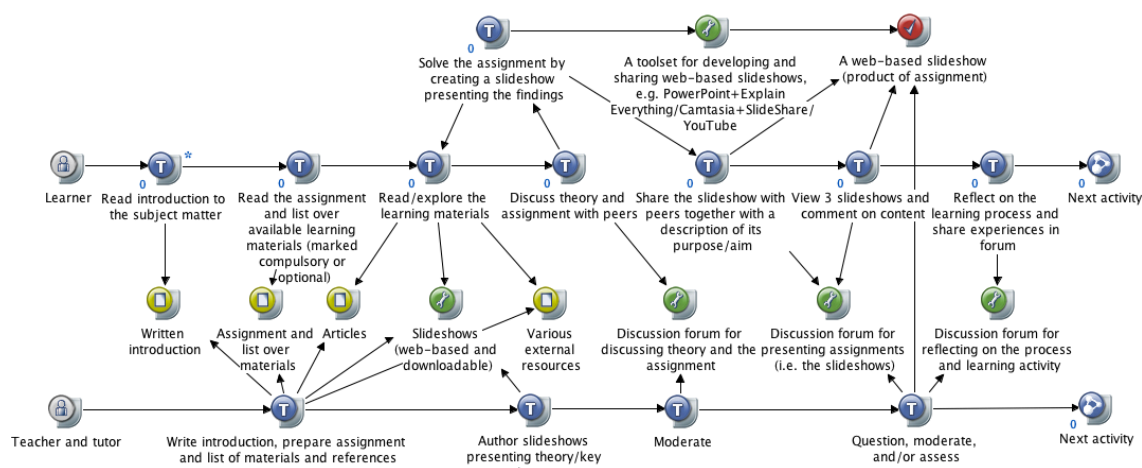 T
T
0
Solve the assignment by
creating a slideshow
presenting the findings
A toolset for developing and
sharing web-based slideshows,
e.g. PowerPoint+Explain
Everything/Camtasia+SlideShare/
YouTube
A web-based slideshow
(product of assignment)
Learner
T
*
0
Read introduction to
the subject matter
T
0
Read the assignment
and list over
available learning
materials (marked
compulsory or
optional)
T
0
Read/explore the
learning materials
T
0
Discuss theory and
assignment with peers
T
0
Share the slideshow with
peers together with a
description of its
purpose/aim
T
0
View 3 slideshows and
comment on content
T
0
Reflect on the
learning process and
share experiences in
forum
0
Next activity
Written
introduction
Assignment and
list over
materials
Articles
Slideshows
(web-based and
downloadable)
Various
external
resources
Discussion forum for
discussing theory and the
assignment
Discussion forum for
presenting assignments
(i.e. the slideshows)
Discussion forum for
reflecting on the process
and learning activity
Teacher and tutor
T
Write introduction, prepare assignment
and list of materials and references
T
Author slideshows
presenting theory/key
T
Moderate
T
Question, moderate,
and/or assess
0
Next activity